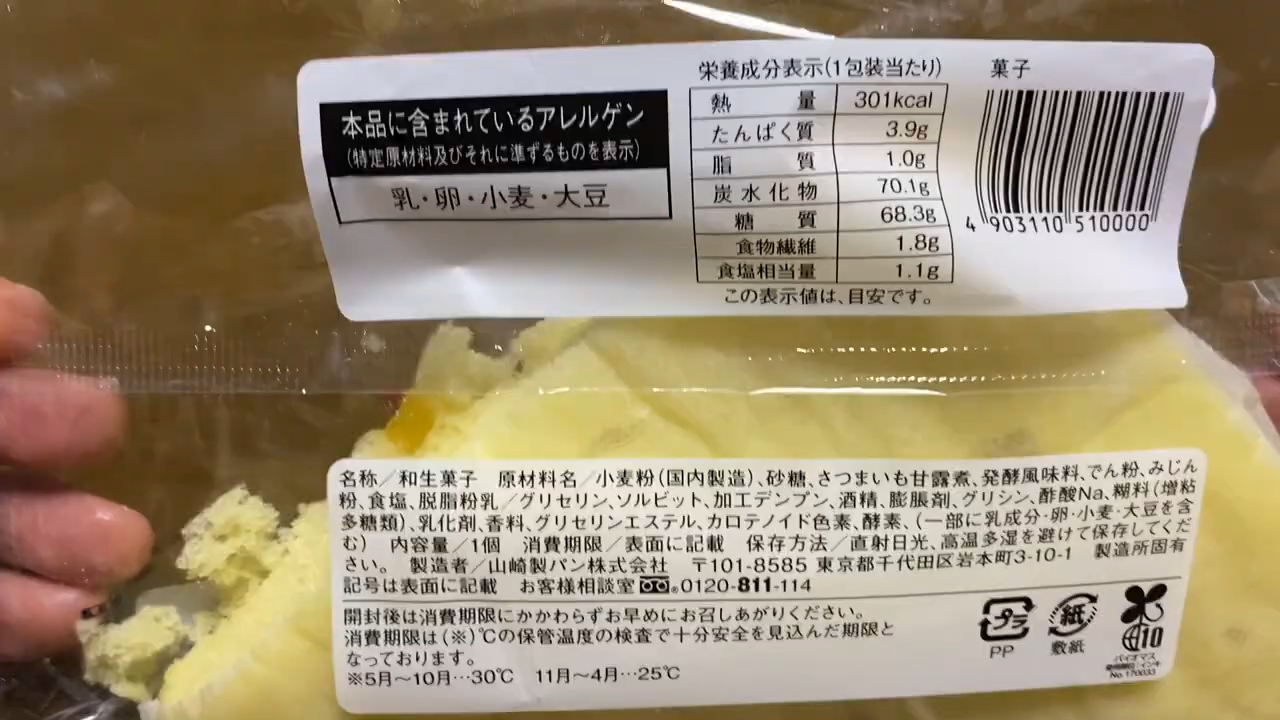 本品に含まれているアレルゲン
(特定原材料及びそれに準ずるものを表示)
乳・卵・小麦・大豆
栄養成分表示(1包装当たり)
熱量 301kcal
たんぱく質 3.9g
脂質 1.0g
炭水化物 70.1g
糖質 68.3g
食物繊維 1.8g
食塩相当量 1.1g
この表示値は、目安です。
菓子
4 903110 510000
名称/和生菓子 原材料名/小麦粉(国内製造)、砂糖、さつまいも甘露煮、発酵風味料、でん粉、みじん
粉、食塩、脱脂粉乳/グリセリン、ソルビット、加工デンプン、酒精、膨脹剤、グリシン、酢酸Na、糊料(増粘
多糖類)、乳化剤、香料、グリセリンエステル、カロテノイド色素、酵素、(一部に乳成分・卵・小麦・大豆を含
む) 内容量/1個 消費期限/表面に記載 保存方法/直射日光、高温多湿を避けて保存してくだ
さい。 製造者/山崎製パン株式会社 〒101-8585 東京都千代田区岩本町3-10-1 製造所固有
記号は表面に記載 お客様相談室 0120-811-114
開封後は消費期限にかかわらずお早めにお召しあがりください。
消費期限は(※)℃の保管温度の検査で十分安全を見込んだ期限と
なっております。
※5月〜10月…30℃ 11月〜4月…25℃
プラ
PP
紙
敷紙
10
バイオマス
No.170033